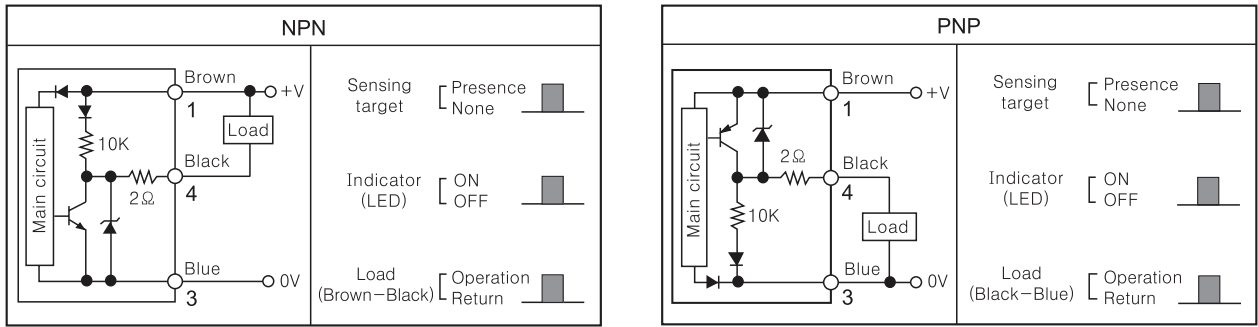 NPN
Brown
+V
1
Load
10K
Black
2Ω
4
Main circuit
Blue
0V
3
Sensing
target
Presence
None
Indicator
(LED)
ON
OFF
Load
(Brown-Black)
Operation
Return
PNP
Brown
+V
1
2Ω
Black
4
Main circuit
10K
Load
Blue
0V
3
Sensing
target
Presence
None
Indicator
(LED)
ON
OFF
Load
(Black-Blue)
Operation
Return